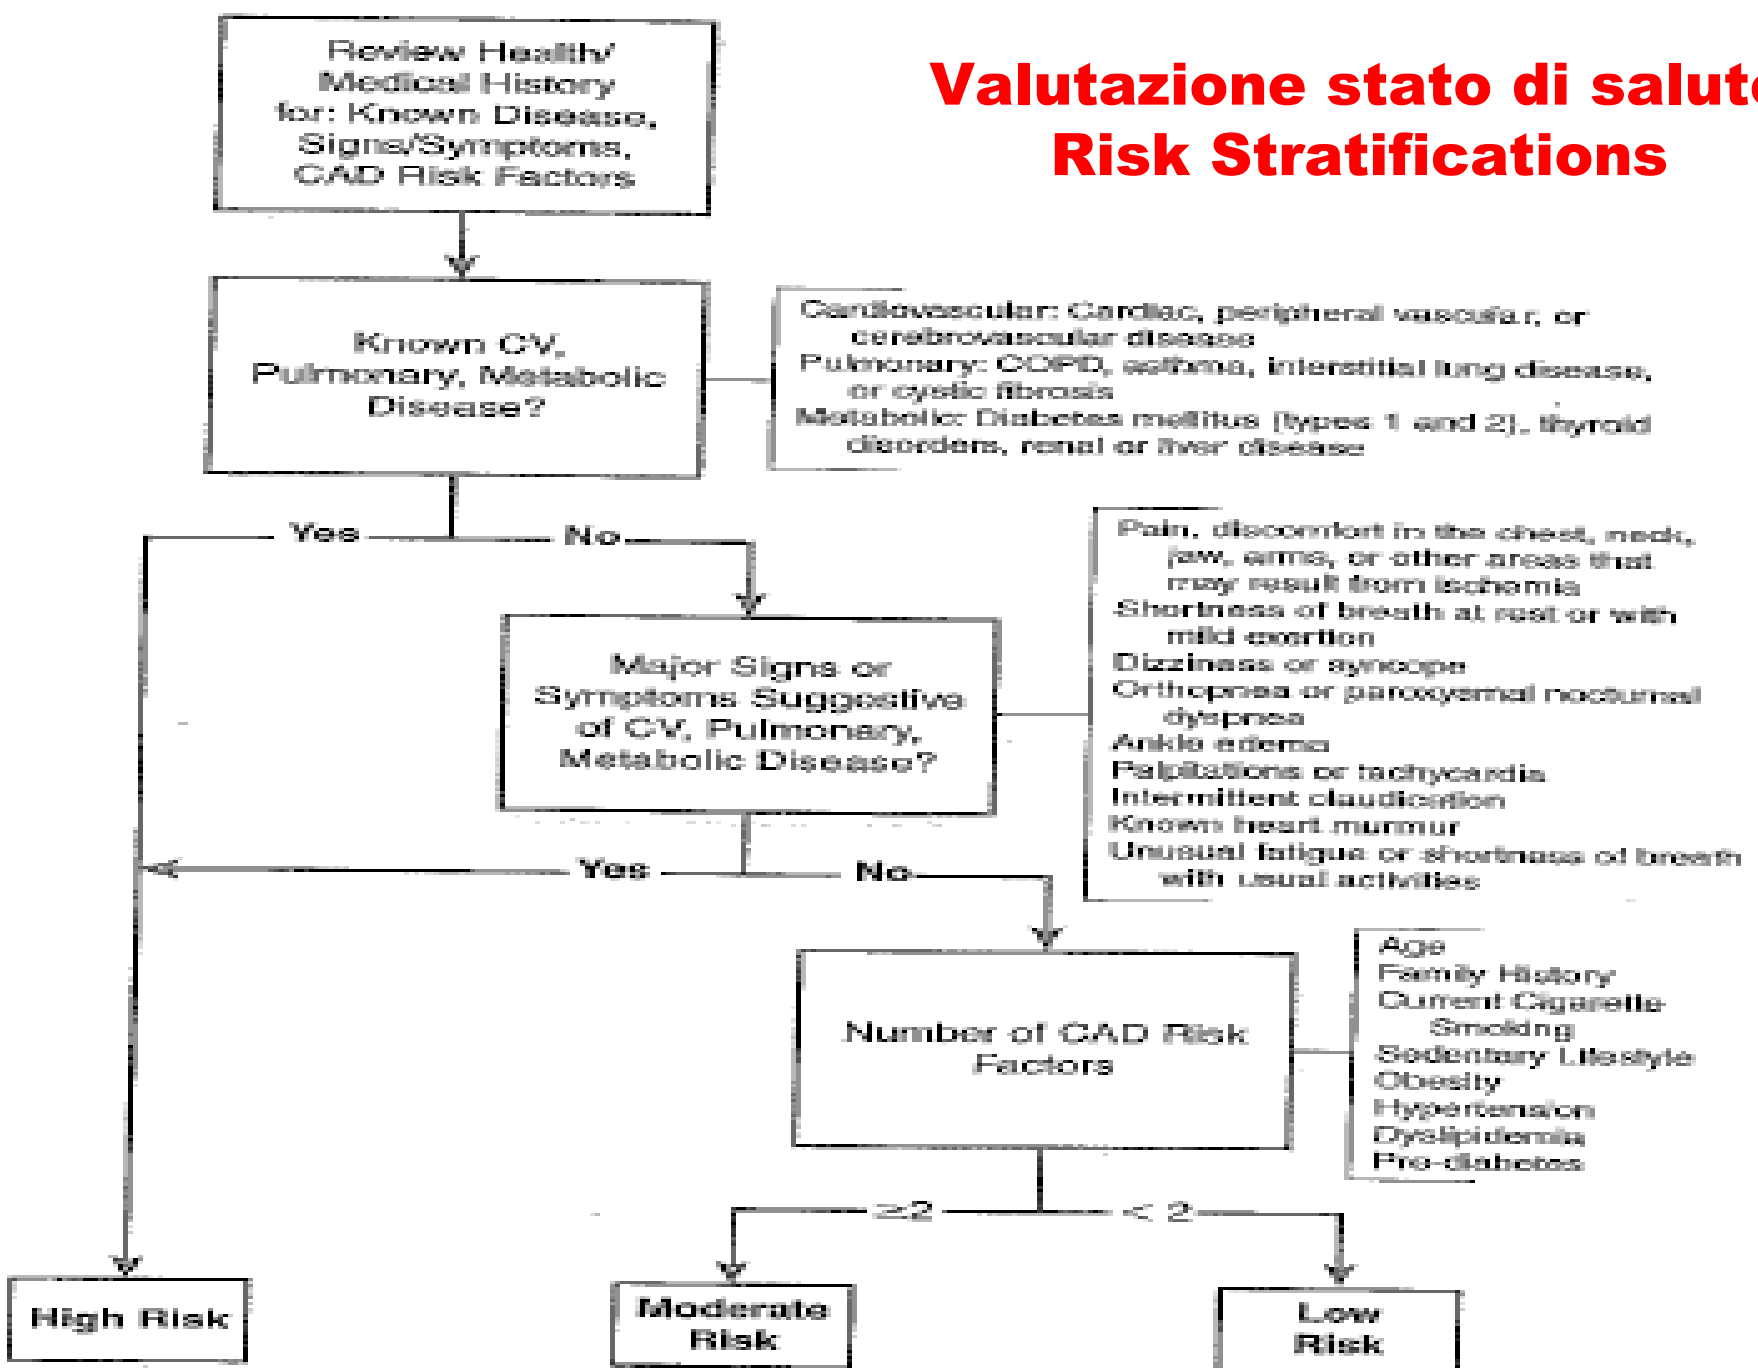 Valutazione stato di salute
Risk Stratifications
Review Health/
Medical History
for: Known Disease,
Signs/Symptoms,
CAD Risk Factors
Known CV,
Pulmonary, Metabolic
Disease?
Cardiovascular: Cardiac, peripheral vascular, or
cerebrovascular disease
Pulmonary: COPD, asthma, interstitial lung disease,
or cystic fibrosis
Metabolic: Diabetes mellitus (types 1 and 2), thyroid
disorders, renal or liver disease
Yes
No
Major Signs or
Symptoms Suggestive
of CV, Pulmonary,
Metabolic Disease?
Pain, discomfort in the chest, neck,
jaw, arms, or other areas that
may result from ischemia
Shortness of breath at rest or with
mild exertion
Dizziness or syncope
Orthopnea or paroxysmal nocturnal
dyspnea
Ankle edema
Palpitations or tachycardia
Intermittent claudication
Known heart murmur
Unusual fatigue or shortness of breath
with usual activities
Yes
No
Number of CAD Risk
Factors
Age
Family History
Current Cigarette
Smoking
Sedentary Lifestyle
Obesity
Hypertension
Dyslipidemia
Pre-diabetes
≥2
< 2
High Risk
Moderate
Risk
Low
Risk